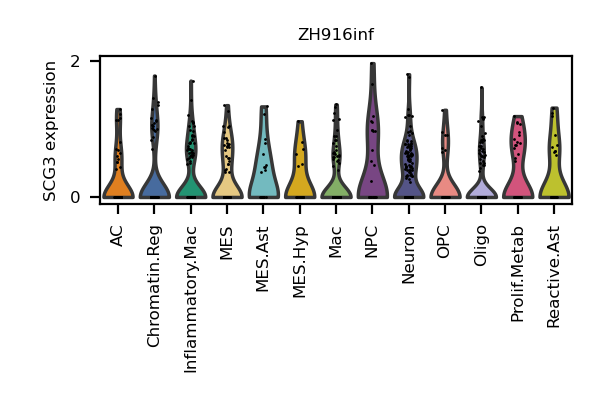 ZH916inf
SCG3 expression
2
0
AC
Chromatin.Reg
Inflammatory.Mac
MES
MES.Ast
MES.Hyp
Mac
NPC
Neuron
OPC
Oligo
Prolif.Metab
Reactive.Ast